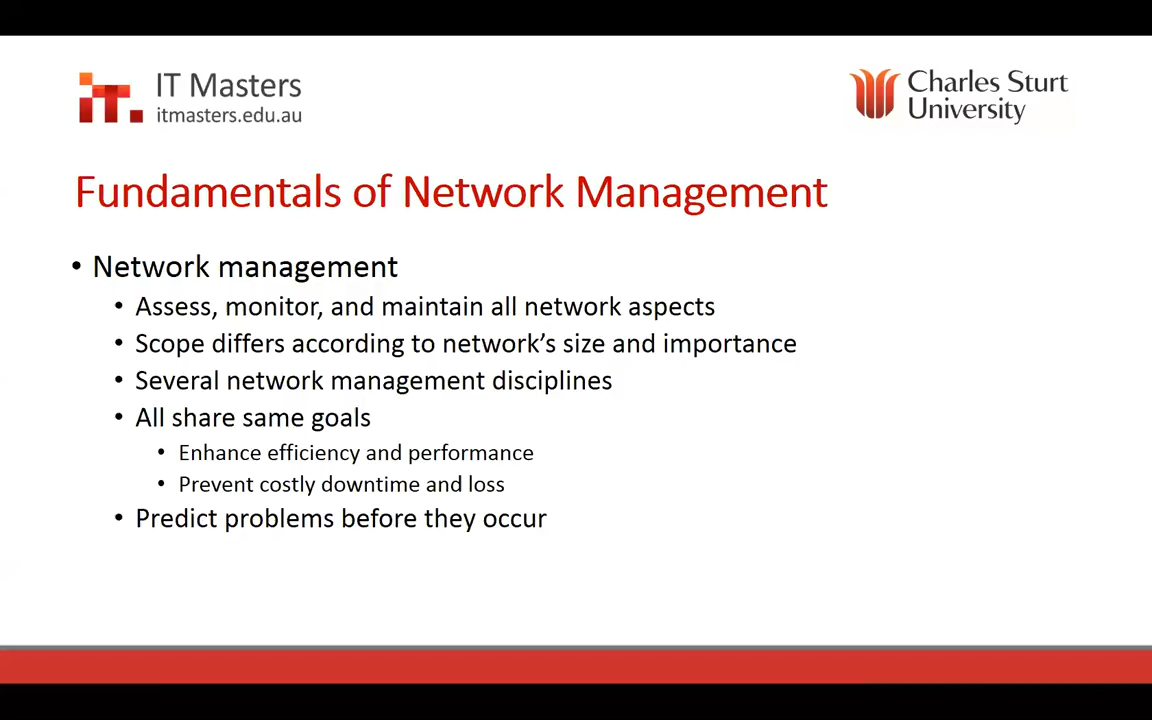 IT Masters
itmasters.edu.au
Charles Sturt
University
Fundamentals of Network Management
• Network management
• Assess, monitor, and maintain all network aspects
• Scope differs according to network’s size and importance
• Several network management disciplines
• All share same goals
• Enhance efficiency and performance
• Prevent costly downtime and loss
• Predict problems before they occur